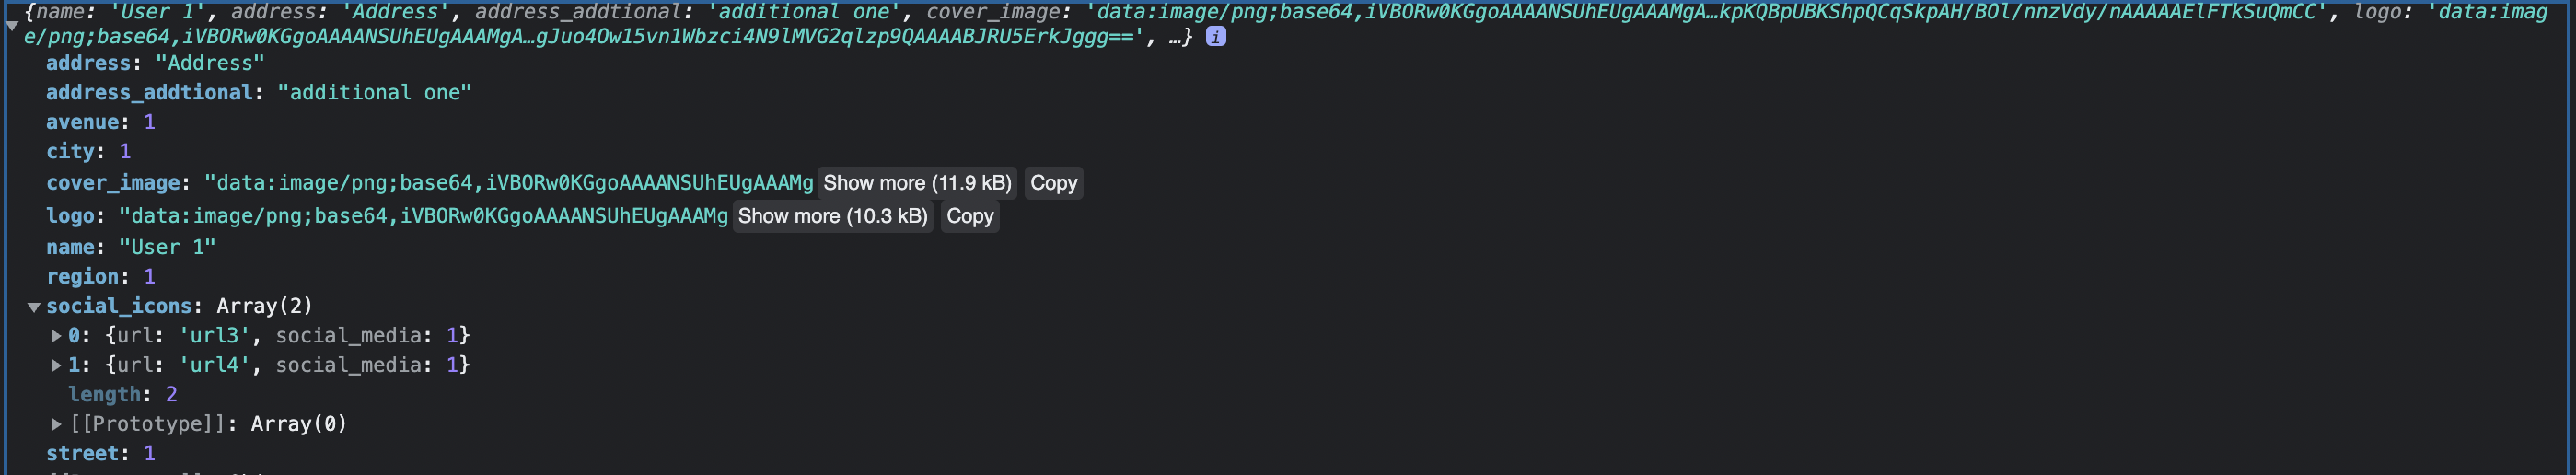 {name: 'User 1', address: 'Address', address_addtional: 'additional one', cover_image: 'data:image/png;base64,iVBORw0KGgoAAAANSUhEUgAAAMgA…kpKQBpUBKShpQCqSkpAH/BOl/nnzVdy/nAAAAAElFTkSuQmCC', logo: 'data:imag
e/png;base64,iVBORw0KGgoAAAANSUhEUgAAAMgA…gJuo4Ow15vn1Wbzci4N9lMVG2qlzp9QAAAABJRU5ErkJggg==', …} i
address: "Address"
address_addtional: "additional one"
avenue: 1
city: 1
cover_image: "data:image/png;base64,iVBORw0KGgoAAAANSUhEUgAAAMg Show more (11.9 kB) Copy
logo: "data:image/png;base64,iVBORw0KGgoAAAANSUhEUgAAAMg Show more (10.3 kB) Copy
name: "User 1"
region: 1
social_icons: Array(2)
0: {url: 'url3', social_media: 1}
1: {url: 'url4', social_media: 1}
length: 2
[[Prototype]]: Array(0)
street: 1